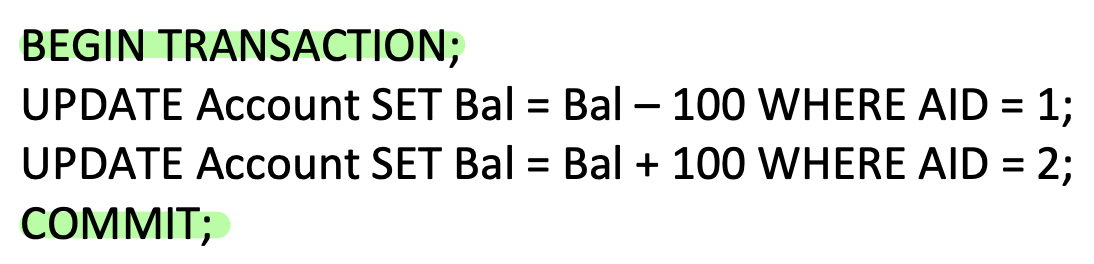 BEGIN TRANSACTION;
UPDATE Account SET Bal = Bal – 100 WHERE AID = 1;
UPDATE Account SET Bal = Bal + 100 WHERE AID = 2;
COMMIT;